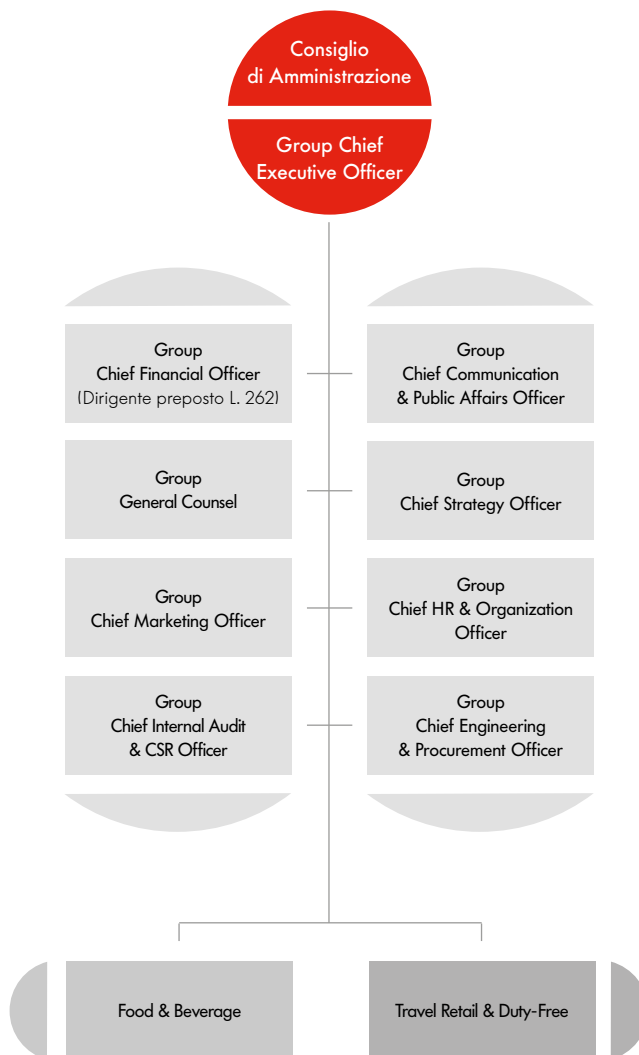 Consiglio
di Amministrazione
Group Chief
Executive Officer
Group
Chief Financial Officer
(Dirigente preposto L. 262)
Group
Chief Communication
& Public Affairs Officer
Group
General Counsel
Group
Chief Strategy Officer
Group
Chief Marketing Officer
Group
Chief HR & Organization
Officer
Group
Chief Internal Audit
& CSR Officer
Group
Chief Engineering
& Procurement Officer
Food & Beverage
Travel Retail & Duty-Free